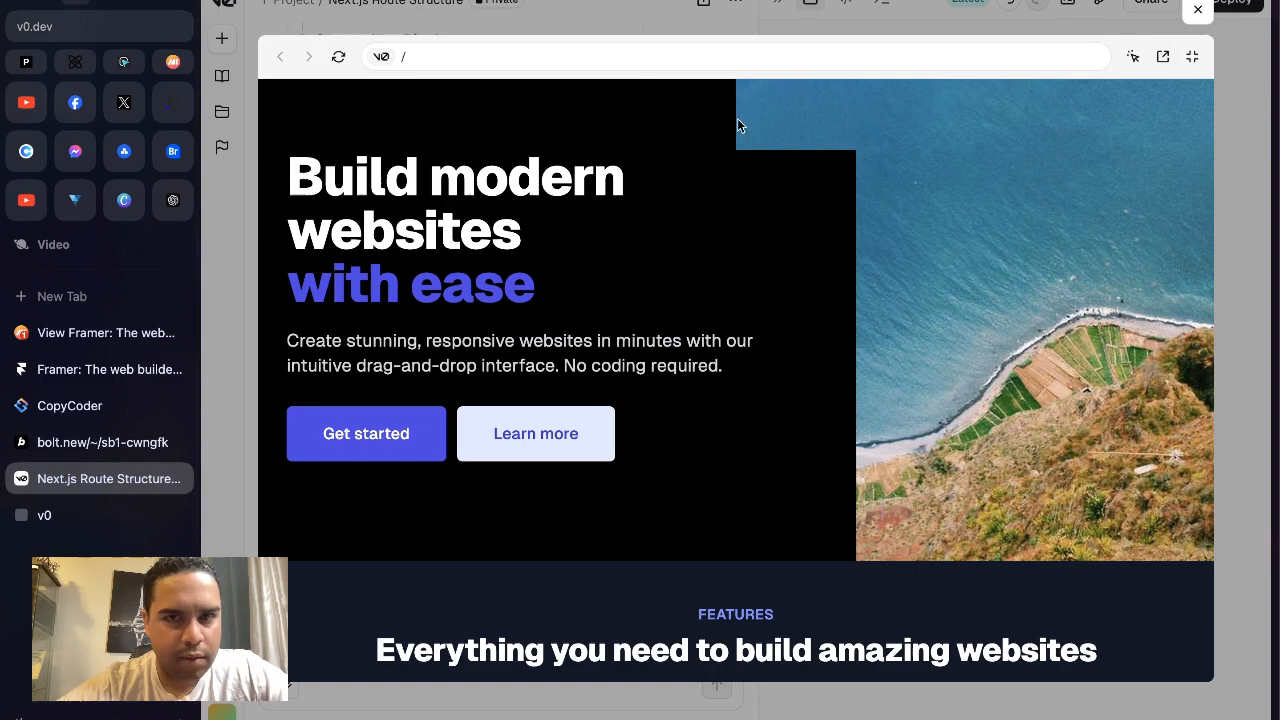 v0.dev
Project / Next.js Route Structure
Private
Latest
Share
Deploy
/
Video
New Tab
View Framer: The web...
Framer: The web builde...
CopyCoder
bolt.new/~/sb1-cwngfk
Next.js Route Structure...
v0
Build modern
websites
with ease
Create stunning, responsive websites in minutes with our
intuitive drag-and-drop interface. No coding required.
Get started
Learn more
FEATURES
Everything you need to build amazing websites